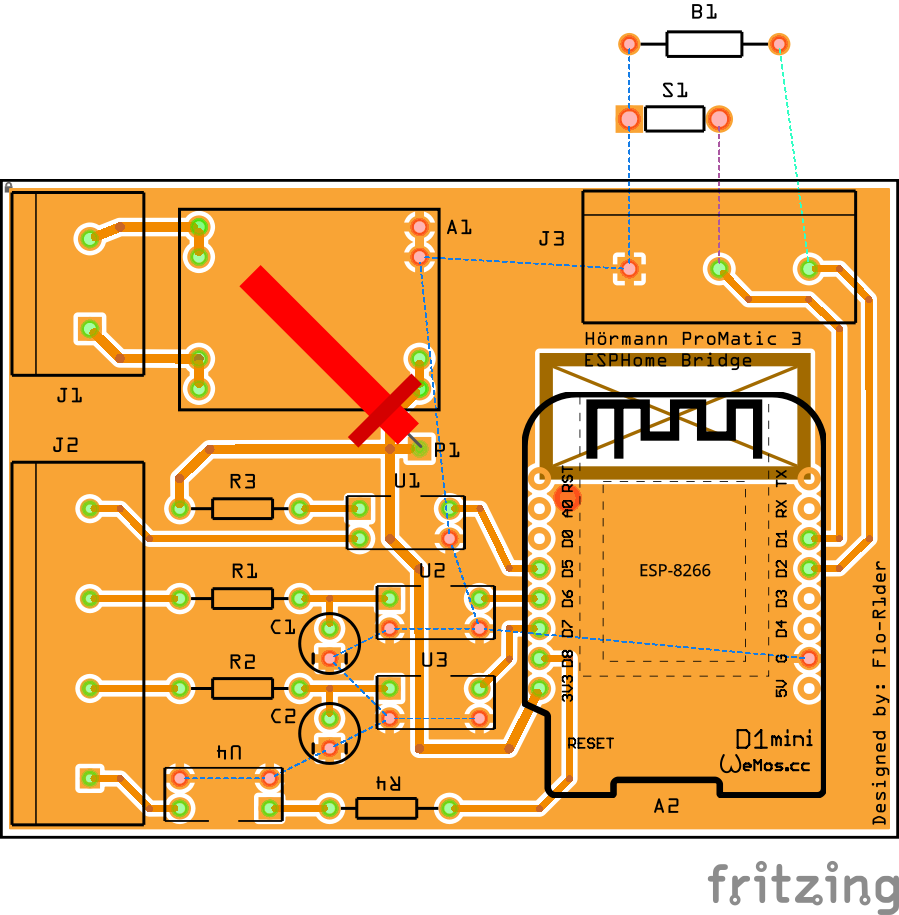 B1
S1
A1
J3
Hörmann ProMatic 3
ESPHome Bridge
J1
J2
P1
R3
U1
RST
TX
A0
RX
D0
D1
ESP-8266
D5
D2
R1
U2
D6
D3
C1
D7
D4
R2
U3
D8
G
3V3
5V
C2
RESET
D1 mini
WeMos.cc
U4
R4
A2
Designed by: Flo-R1der
fritzing